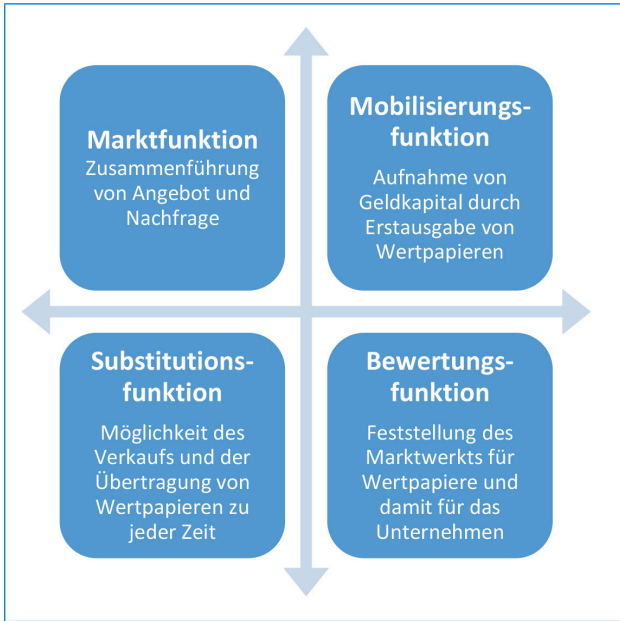 Marktfunktion
Zusammenführung
von Angebot und
Nachfrage
Mobilisierungs-
funktion
Aufnahme von
Geldkapital durch
Erstausgabe von
Wertpapieren
Substitutions-
funktion
Möglichkeit des
Verkaufs und der
Übertragung von
Wertpapieren zu
jeder Zeit
Bewertungs-
funktion
Feststellung des
Marktwerkts für
Wertpapiere und
damit für das
Unternehmen